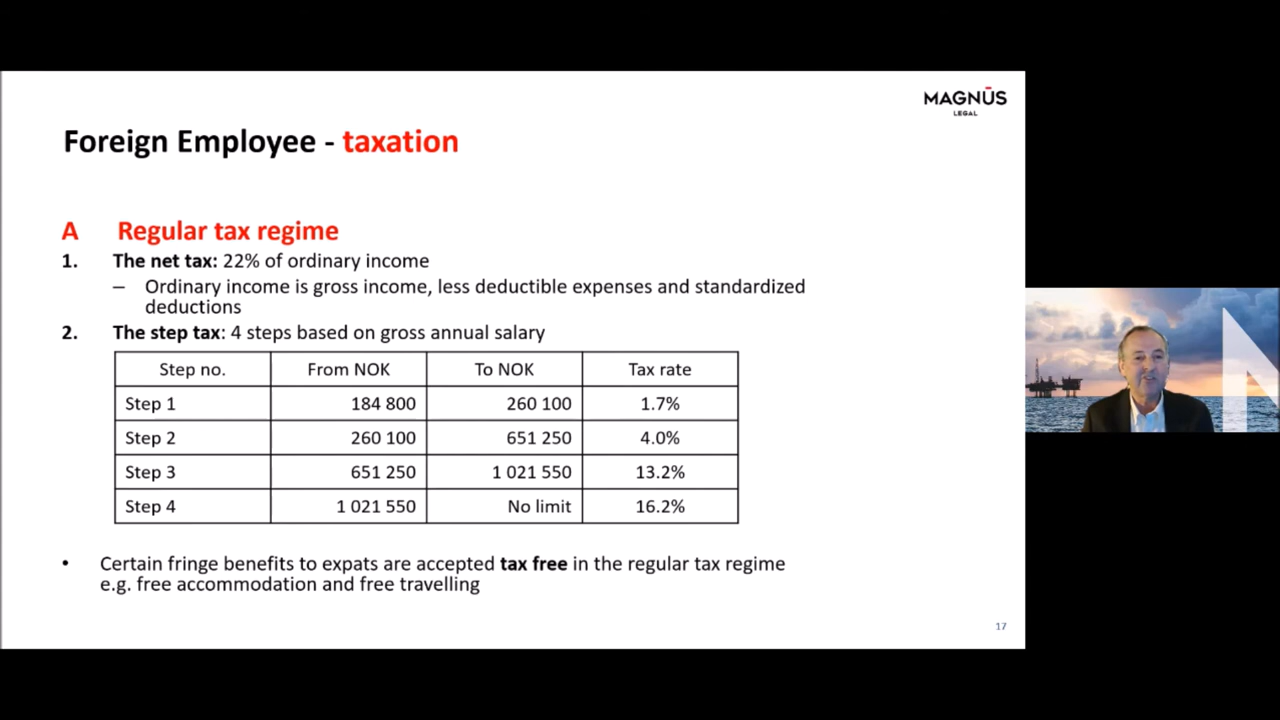 MAGNŪS
LEGAL
Foreign Employee - taxation
A Regular tax regime
1. The net tax: 22% of ordinary income
– Ordinary income is gross income, less deductible expenses and standardized
deductions
2. The step tax: 4 steps based on gross annual salary
Step no. From NOK To NOK Tax rate
Step 1 184 800 260 100 1.7%
Step 2 260 100 651 250 4.0%
Step 3 651 250 1 021 550 13.2%
Step 4 1 021 550 No limit 16.2%
• Certain fringe benefits to expats are accepted tax free in the regular tax regime
e.g. free accommodation and free travelling
17